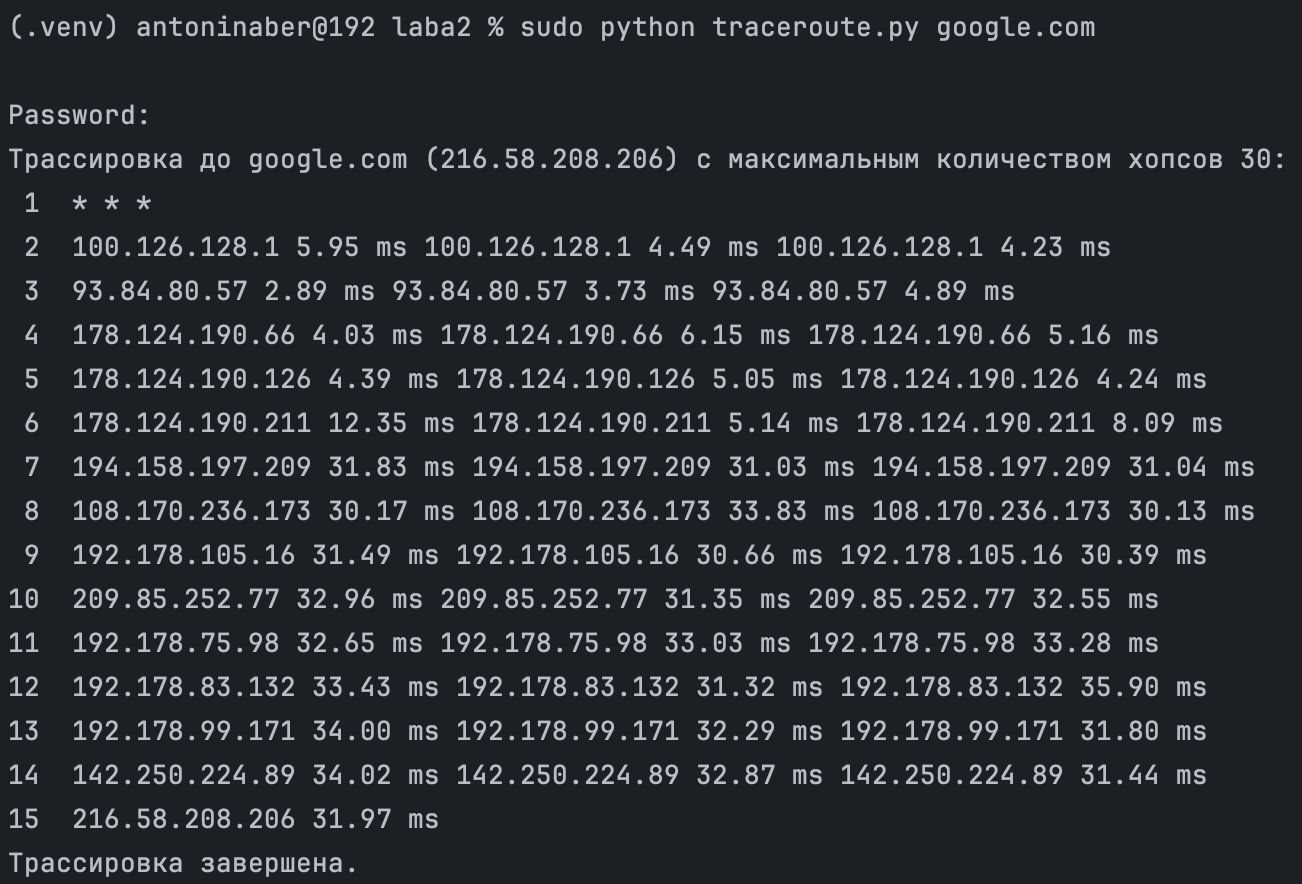 (.venv) antoninaber@192 laba2 % sudo python traceroute.py google.com
Password:
Трассировка до google.com (216.58.208.206) с максимальным количеством хопсов 30:
1 * * *
2 100.126.128.1 5.95 ms 100.126.128.1 4.49 ms 100.126.128.1 4.23 ms
3 93.84.80.57 2.89 ms 93.84.80.57 3.73 ms 93.84.80.57 4.89 ms
4 178.124.190.66 4.03 ms 178.124.190.66 6.15 ms 178.124.190.66 5.16 ms
5 178.124.190.126 4.39 ms 178.124.190.126 5.05 ms 178.124.190.126 4.24 ms
6 178.124.190.211 12.35 ms 178.124.190.211 5.14 ms 178.124.190.211 8.09 ms
7 194.158.197.209 31.83 ms 194.158.197.209 31.03 ms 194.158.197.209 31.04 ms
8 108.170.236.173 30.17 ms 108.170.236.173 33.83 ms 108.170.236.173 30.13 ms
9 192.178.105.16 31.49 ms 192.178.105.16 30.66 ms 192.178.105.16 30.39 ms
10 209.85.252.77 32.96 ms 209.85.252.77 31.35 ms 209.85.252.77 32.55 ms
11 192.178.75.98 32.65 ms 192.178.75.98 33.03 ms 192.178.75.98 33.28 ms
12 192.178.83.132 33.43 ms 192.178.83.132 31.32 ms 192.178.83.132 35.90 ms
13 192.178.99.171 34.00 ms 192.178.99.171 32.29 ms 192.178.99.171 31.80 ms
14 142.250.224.89 34.02 ms 142.250.224.89 32.87 ms 142.250.224.89 31.44 ms
15 216.58.208.206 31.97 ms
Трассировка завершена.